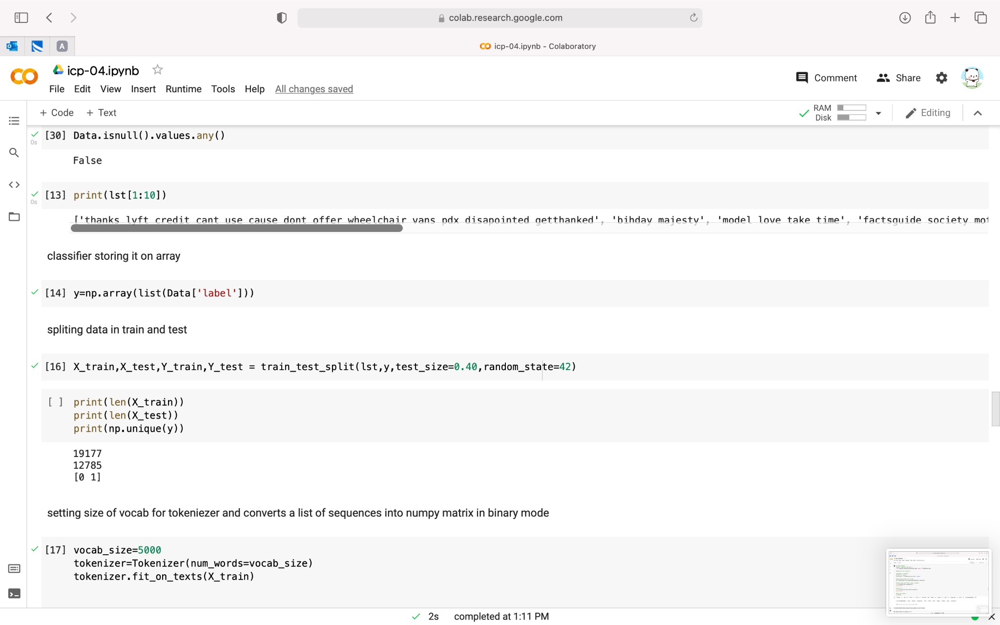 colab.research.google.com
A
icp-04.ipynb - Colaboratory
icp-04.ipynb
Comment
Share
File Edit View Insert Runtime Tools Help All changes saved
+ Code + Text
RAM
Disk
Editing
[30] Data.isnull().values.any()
0s
False
[13] print(lst[1:10])
0s
['thanks lyft credit cant use cause dont offer wheelchair vans pdx disapointed getthanked', 'bihday majesty', 'model love take time', 'factsguide society mot
classifier storing it on array
[14] y=np.array(list(Data['label']))
spliting data in train and test
[16] X_train,X_test,Y_train,Y_test = train_test_split(lst,y,test_size=0.40,random_state=42)
[ ] print(len(X_train))
print(len(X_test))
print(np.unique(y))
19177
12785
[0 1]
setting size of vocab for tokeniezer and converts a list of sequences into numpy matrix in binary mode
[17] vocab_size=5000
tokenizer=Tokenizer(num_words=vocab_size)
tokenizer.fit_on_texts(X_train)
2s completed at 1:11 PM